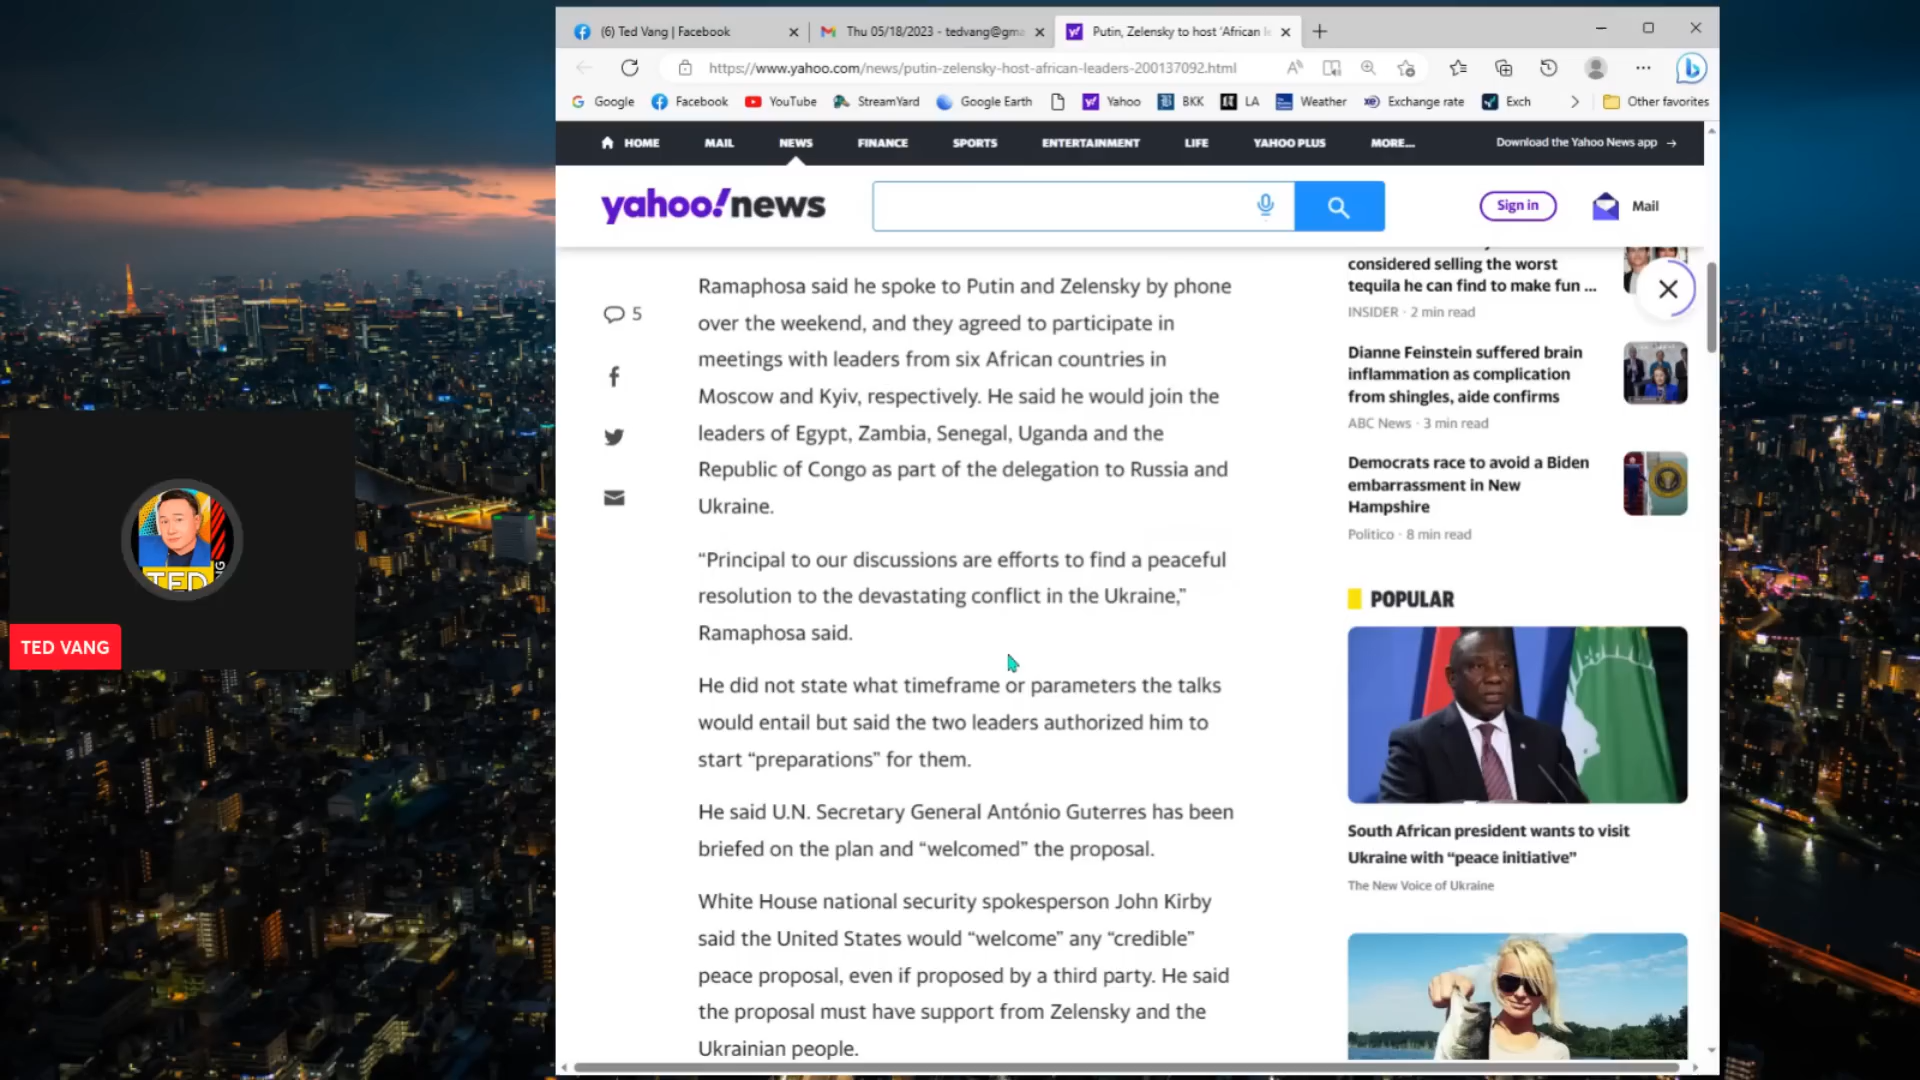 (6) Ted Vang | Facebook
Thu 05/18/2023 - tedvang@gma
Putin, Zelensky to host 'African le
https://www.yahoo.com/news/putin-zelensky-host-african-leaders-200137092.html
Google
Facebook
YouTube
StreamYard
Google Earth
Yahoo
BKK
LA
Weather
Exchange rate
Exch
Other favorites
HOME
MAIL
NEWS
FINANCE
SPORTS
ENTERTAINMENT
LIFE
YAHOO PLUS
MORE...
Download the Yahoo News app →
yahoo!news
Sign in
Mail
5
Ramaphosa said he spoke to Putin and Zelensky by phone
over the weekend, and they agreed to participate in
meetings with leaders from six African countries in
Moscow and Kyiv, respectively. He said he would join the
leaders of Egypt, Zambia, Senegal, Uganda and the
Republic of Congo as part of the delegation to Russia and
Ukraine.
“Principal to our discussions are efforts to find a peaceful
resolution to the devastating conflict in the Ukraine,”
Ramaphosa said.
He did not state what timeframe or parameters the talks
would entail but said the two leaders authorized him to
start “preparations” for them.
He said U.N. Secretary General António Guterres has been
briefed on the plan and “welcomed” the proposal.
White House national security spokesperson John Kirby
said the United States would “welcome” any “credible”
peace proposal, even if proposed by a third party. He said
the proposal must have support from Zelensky and the
Ukrainian people.
considered selling the worst
tequila he can find to make fun ...
INSIDER · 2 min read
Dianne Feinstein suffered brain
inflammation as complication
from shingles, aide confirms
ABC News · 3 min read
Democrats race to avoid a Biden
embarrassment in New
Hampshire
Politico · 8 min read
POPULAR
South African president wants to visit
Ukraine with “peace initiative”
The New Voice of Ukraine
TED
NG
TED VANG